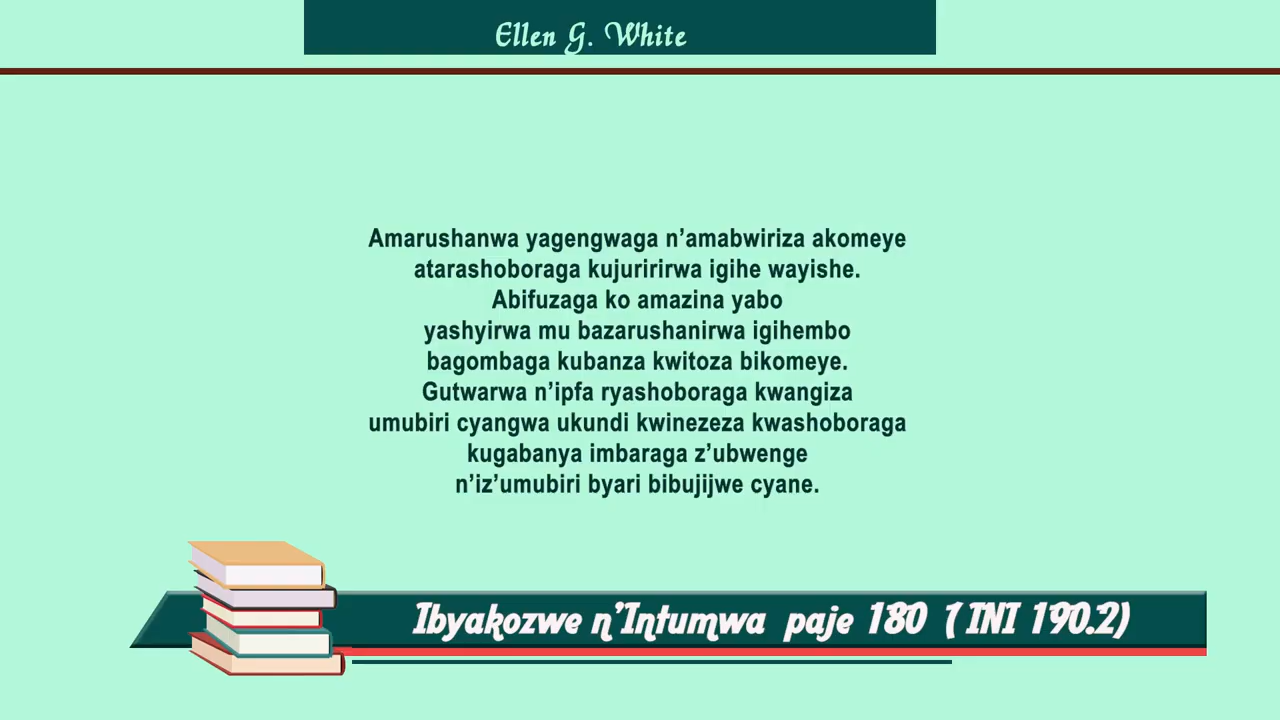 Ellen G. White
Amarushanwa yagengwaga n’amabwiriza akomeye
atarashoboraga kujuririrwa igihe wayishe.
Abifuzaga ko amazina yabo
yashyirwa mu bazarushanirwa igihembo
bagombaga kubanza kwitoza bikomeye.
Gutwarwa n’ipfa ryashoboraga kwangiza
umubiri cyangwa ukundi kwinezeza kwashoboraga
kugabanya imbaraga z’ubwenge
n’iz’umubiri byari bibujijwe cyane.
Ibyakozwe n’Intumwa paje 180 ( INI 190.2)